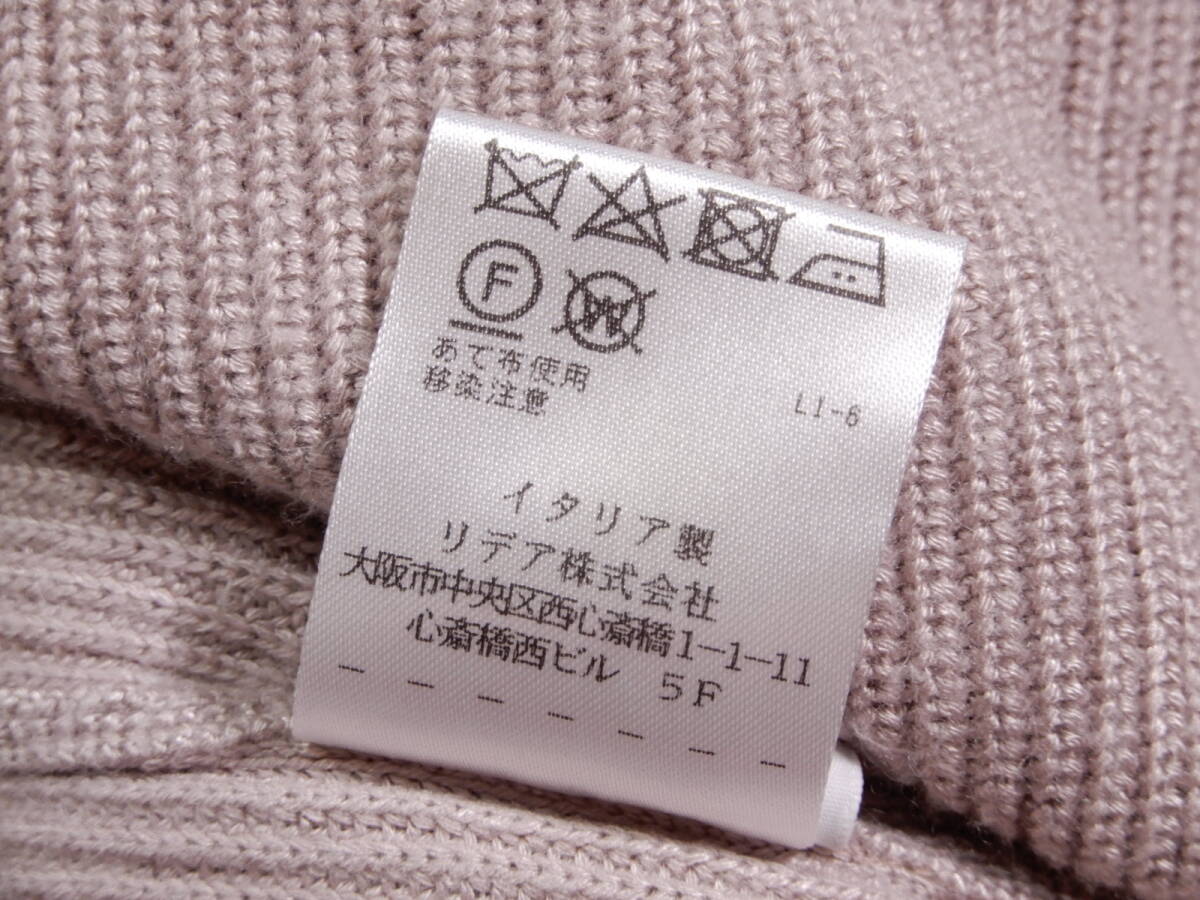 F W
あて布使用
移染注意
LI-6
イタリア製
リデア株式会社
大阪市中央区西心斎橋1-1-11
心斎橋西ビル 5F